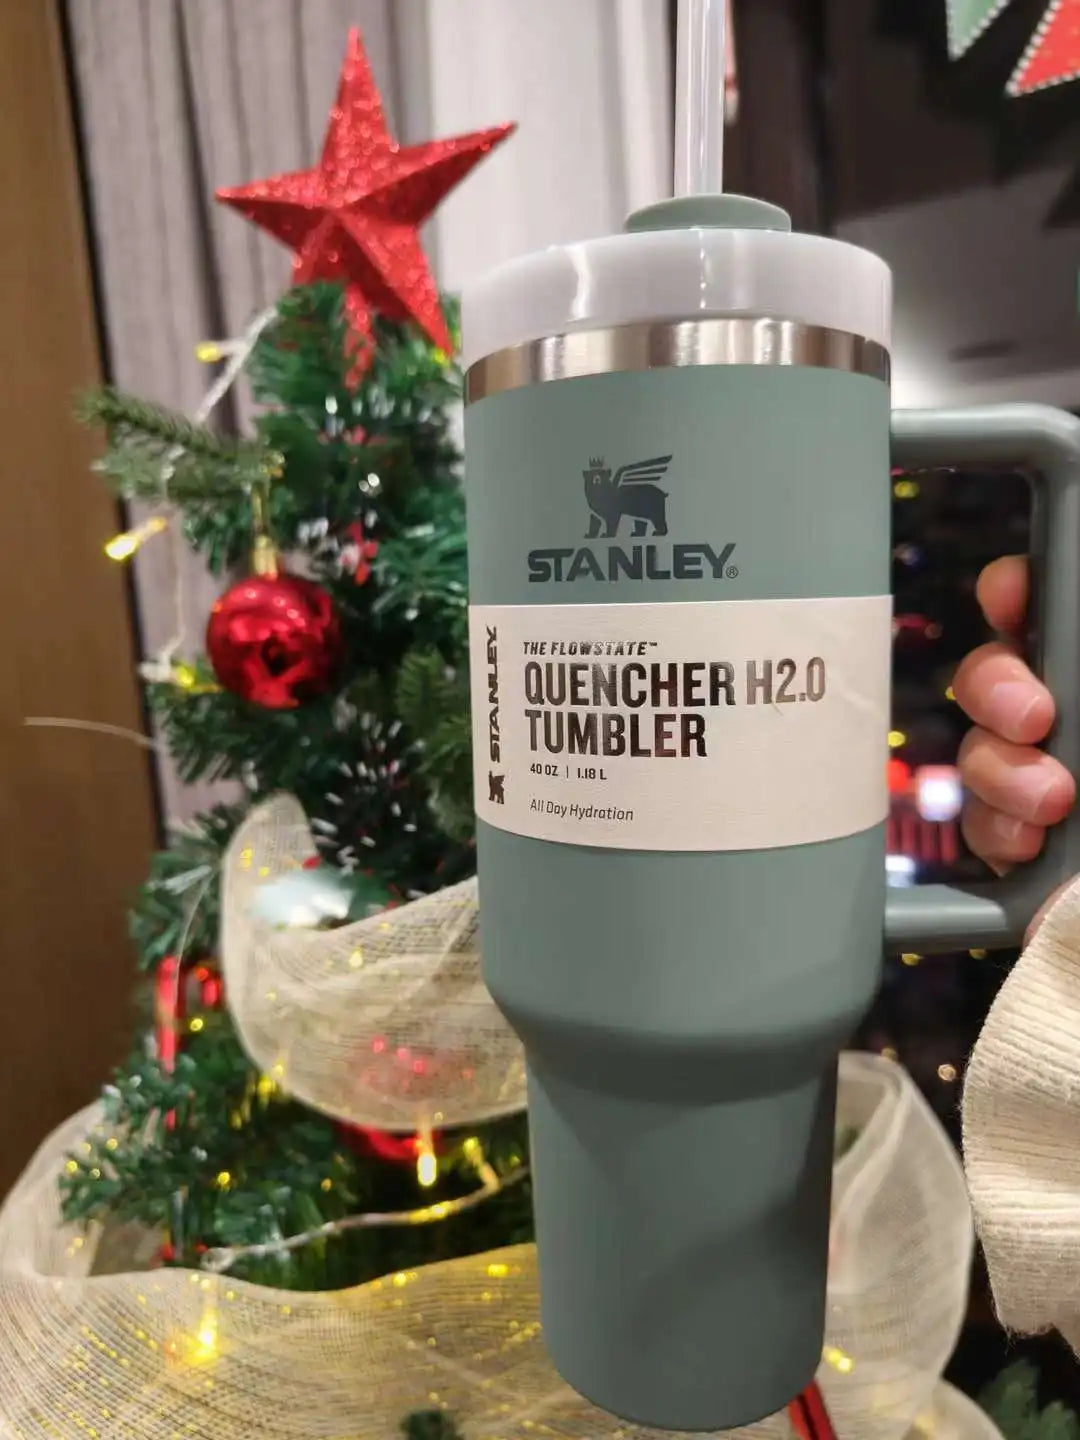 STANLEY®
STANLEY
THE FLOWSTATE™
QUENCHER H2.0
TUMBLER
40 OZ | 1.18 L
All Day Hydration